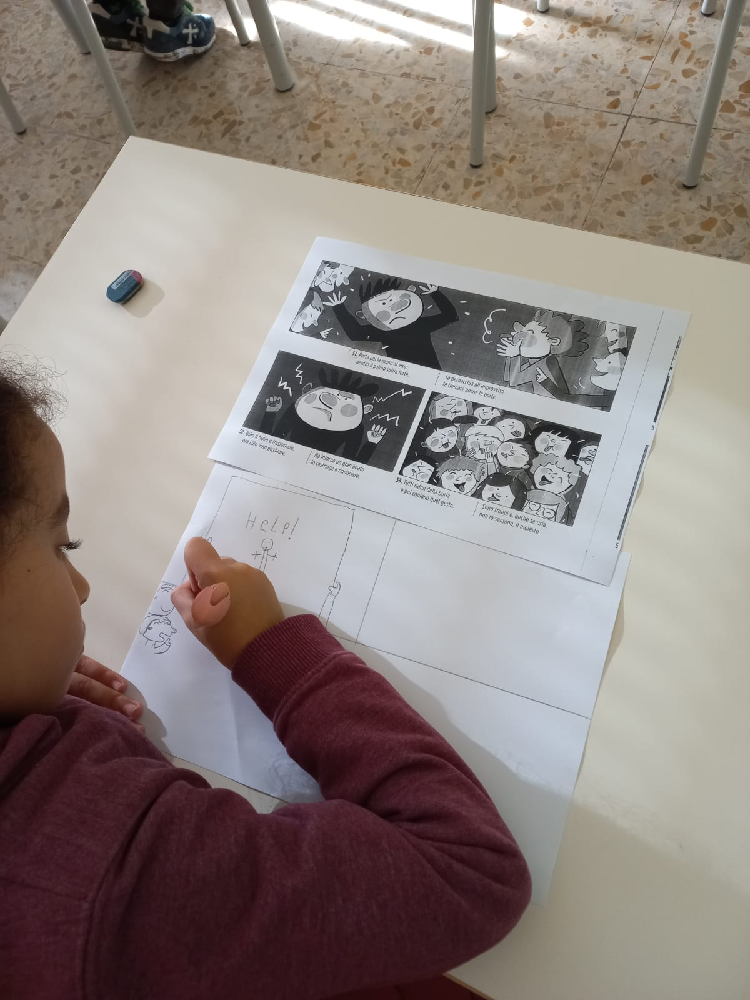 51. Porta poi la mano al viso:
dentro il palmo soffia forte.
La pernacchia all'improvviso
fa tremare anche le porte.
52. Billo il bullo è frastornato,
ora Lillo vuol picchiare.
Ma intorno un gran boato
lo costringe a rinunciare.
53. Tutti ridon della burla
e poi copiano quel gesto.
Sono troppi e, anche se urla,
non lo sentono, il molesto.
5
5
HELP!